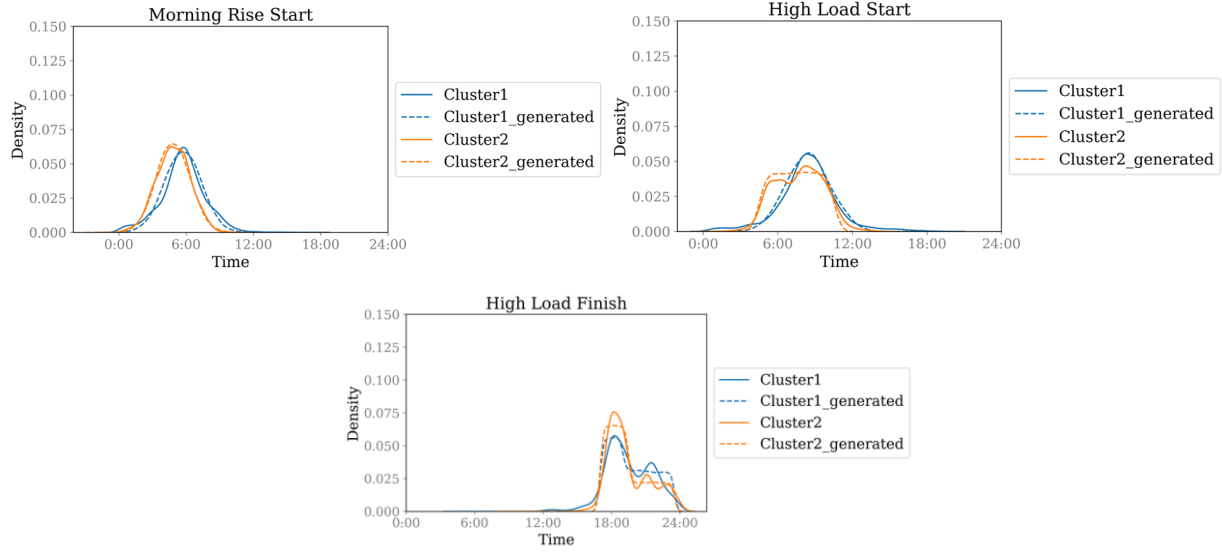 Morning Rise Start
0.150
0.125
0.100
0.075
0.050
0.025
0.000
Density
0:00 6:00 12:00 18:00 24:00
Time
Cluster1
Cluster1_generated
Cluster2
Cluster2_generated
High Load Start
0.150
0.125
0.100
0.075
0.050
0.025
0.000
Density
0:00 6:00 12:00 18:00 24:00
Time
Cluster1
Cluster1_generated
Cluster2
Cluster2_generated
High Load Finish
0.150
0.125
0.100
0.075
0.050
0.025
0.000
Density
0:00 6:00 12:00 18:00 24:00
Time
Cluster1
Cluster1_generated
Cluster2
Cluster2_generated